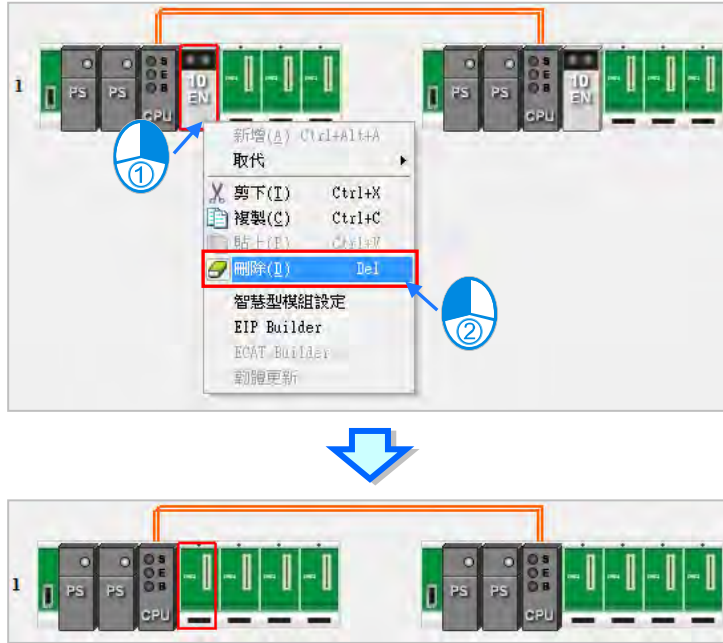 1
PS PS S E B CPU 10 EN
PS PS S E B CPU 10 EN
①
新增(A) Ctrl+Alt+A
取代
剪下(T) Ctrl+X
複製(C) Ctrl+C
貼上(P) Ctrl+V
刪除(D) Del
②
智慧型模組設定
EIP Builder
ECAT Builder
韌體更新
1
PS PS S E B CPU
PS PS S E B CPU